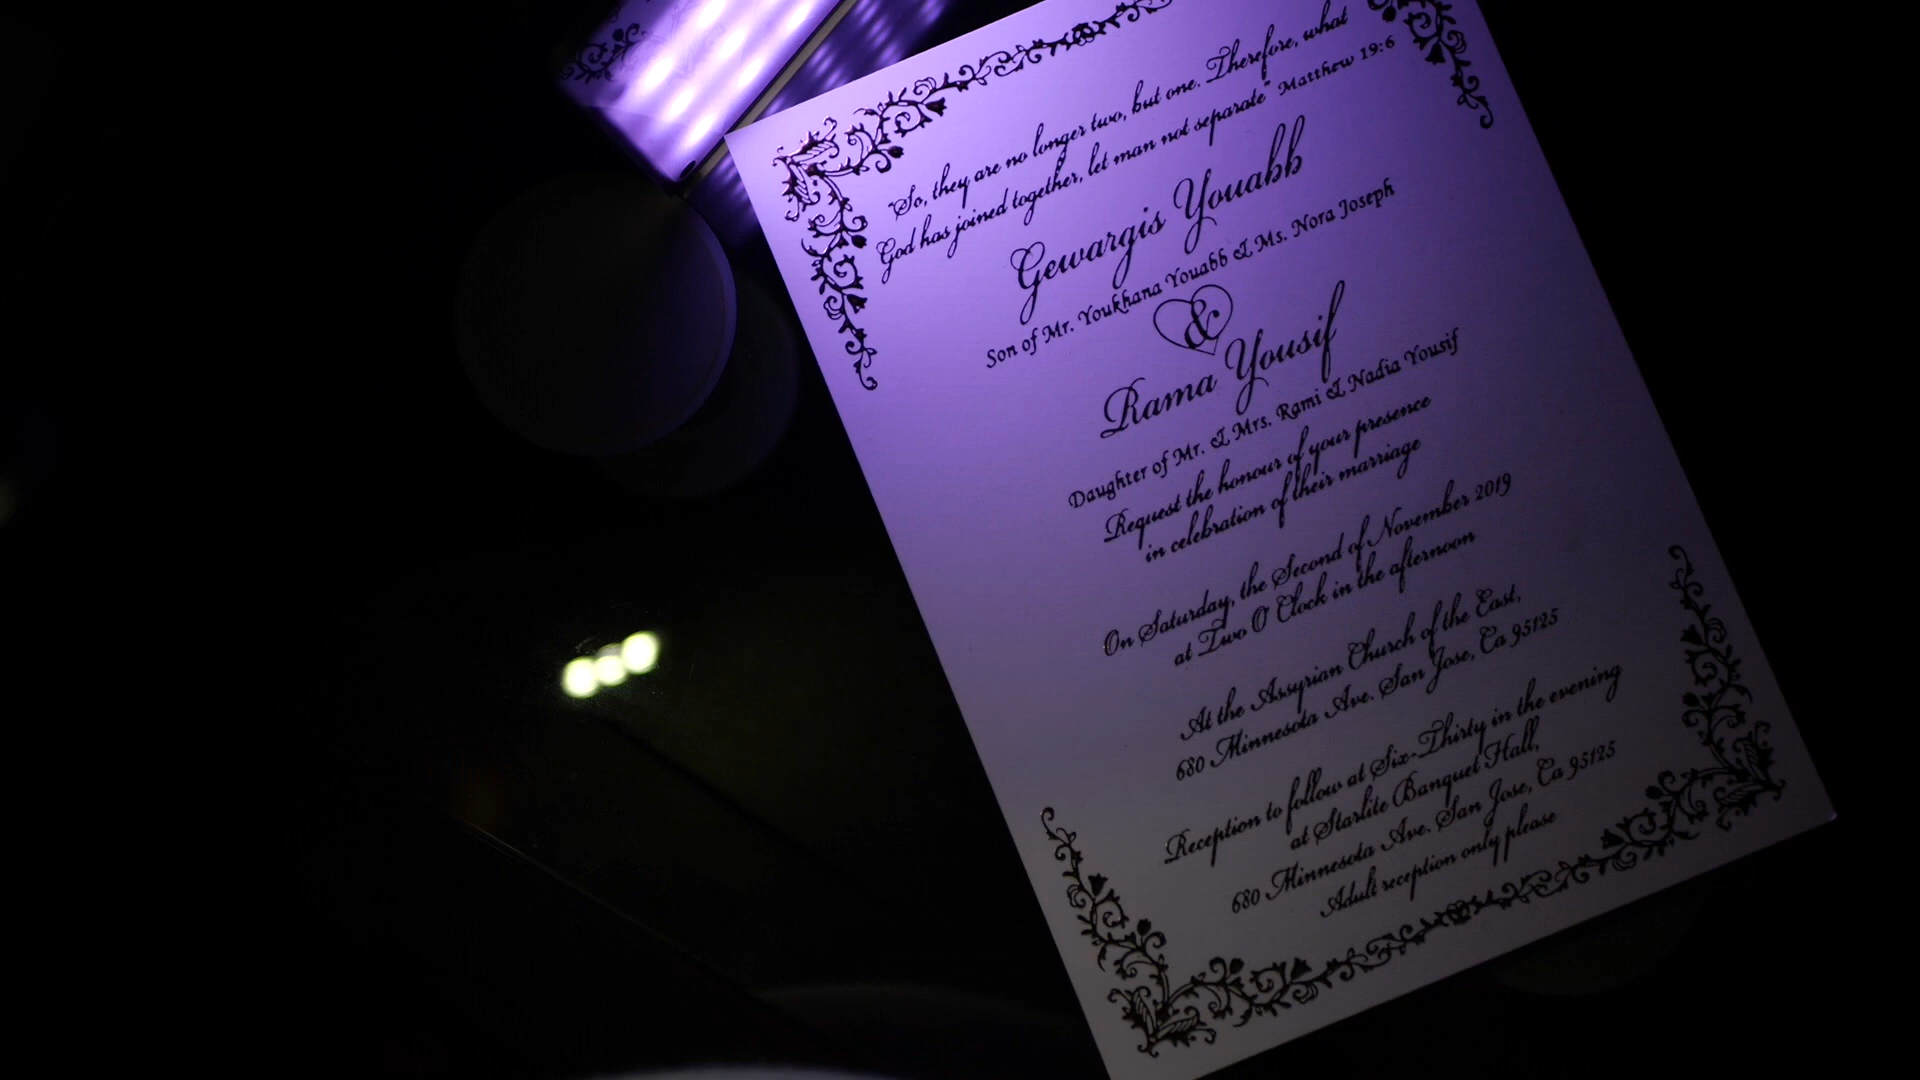 "So, they are no longer two, but one. Therefore, what
God has joined together, let man not separate" Matthew 19:6
Gewargis Youabb
Son of Mr. Youkhana Youabb & Ms. Nora Joseph
&
Rama Yousif
Daughter of Mr. & Mrs. Rami & Nadia Yousif
Request the honour of your presence
in celebration of their marriage
On Saturday, the Second of November 2019
at Two O'Clock in the afternoon
At the Assyrian Church of the East,
680 Minnesota Ave. San Jose, Ca 95125
Reception to follow at Six-Thirty in the evening
at Starlite Banquet Hall,
680 Minnesota Ave. San Jose, Ca 95125
Adult reception only please